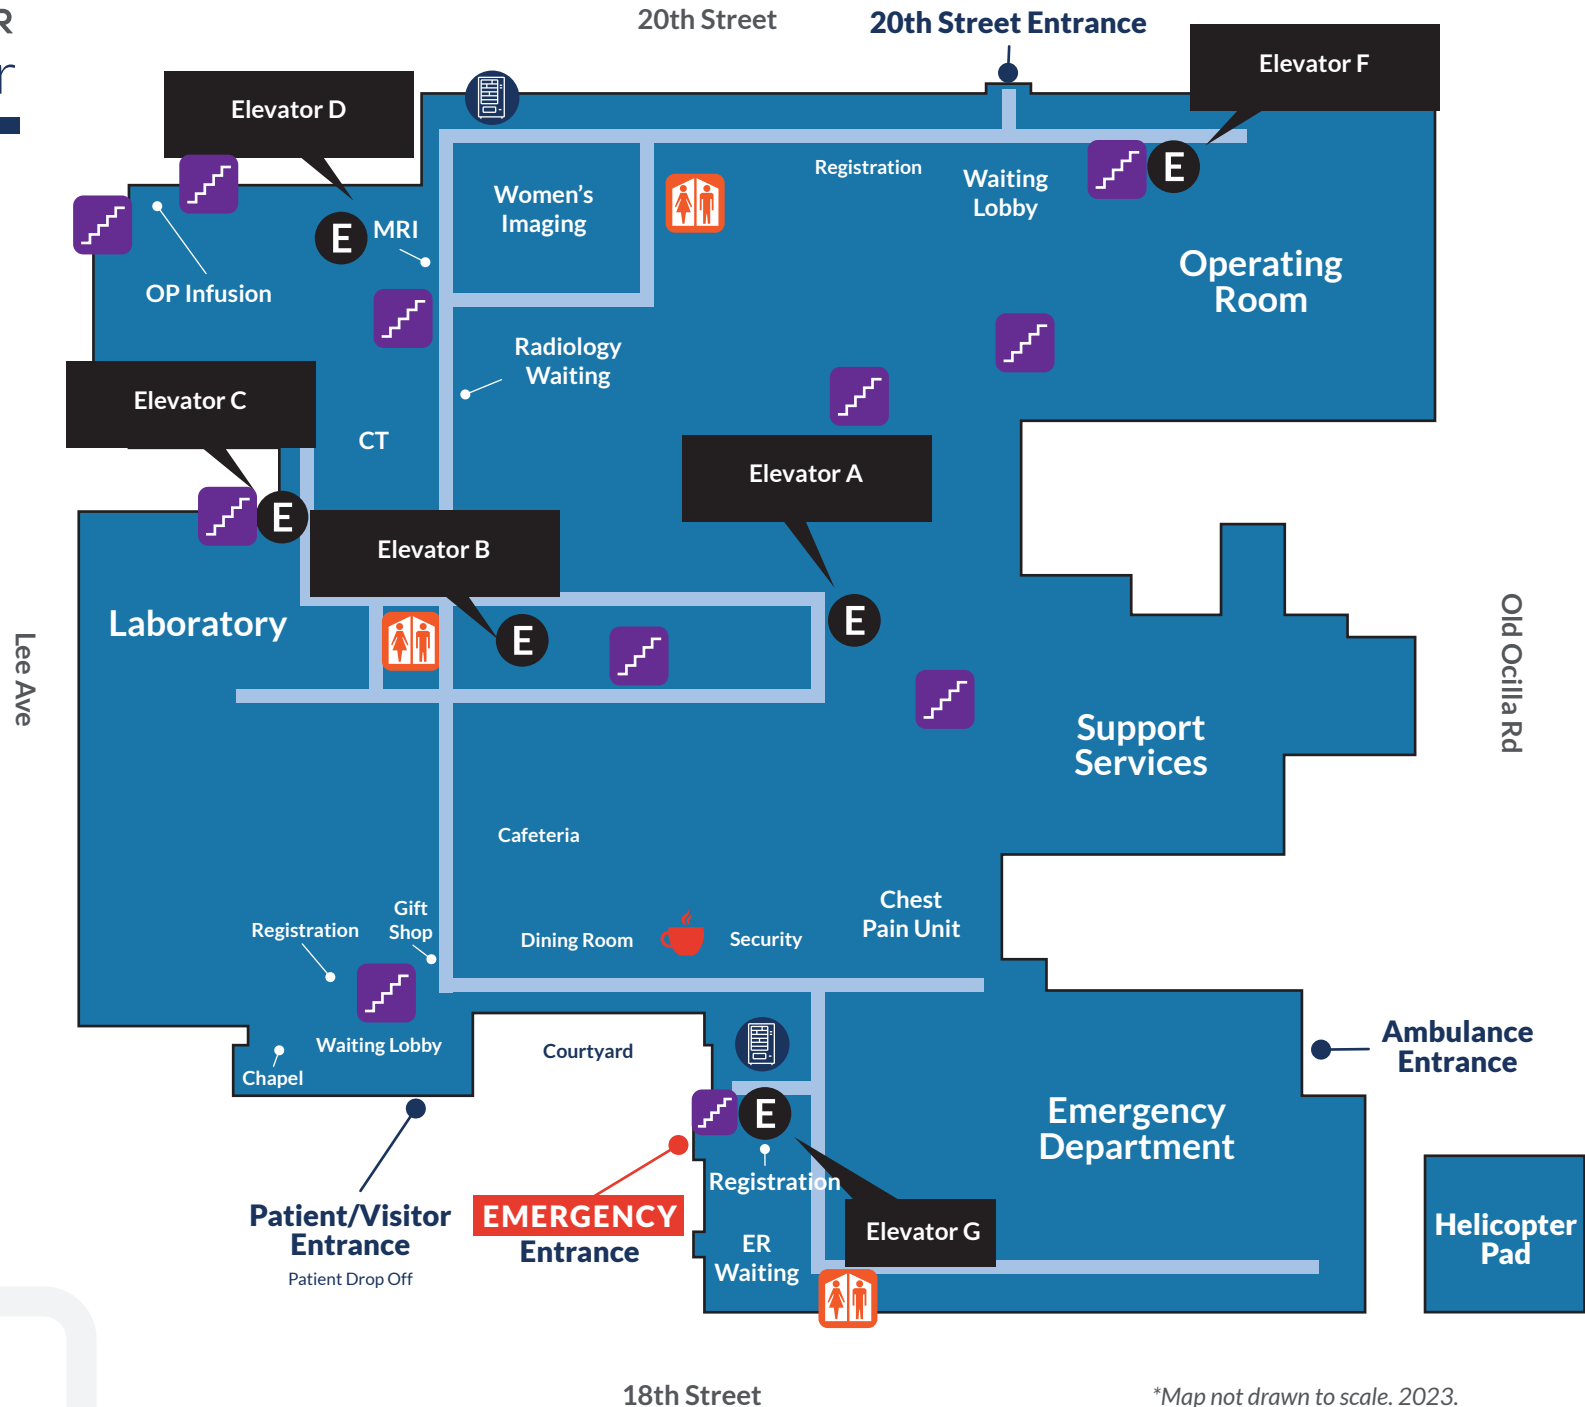 R
r
20th Street
20th Street Entrance
Elevator F
Elevator D
Registration
Waiting
Lobby
E
Women's
Imaging
E
MRI
Operating
Room
OP Infusion
Radiology
Waiting
Elevator C
CT
Elevator A
E
Elevator B
Laboratory
E
E
Lee Ave
Old Ocilla Rd
Support
Services
Cafeteria
Gift
Shop
Registration
Dining Room
Security
Chest
Pain Unit
Waiting Lobby
Chapel
Courtyard
Ambulance
Entrance
E
Emergency
Department
Registration
Patient/Visitor
Entrance
Patient Drop Off
EMERGENCY
Entrance
ER
Waiting
Elevator G
Helicopter
Pad
18th Street
*Map not drawn to scale. 2023.